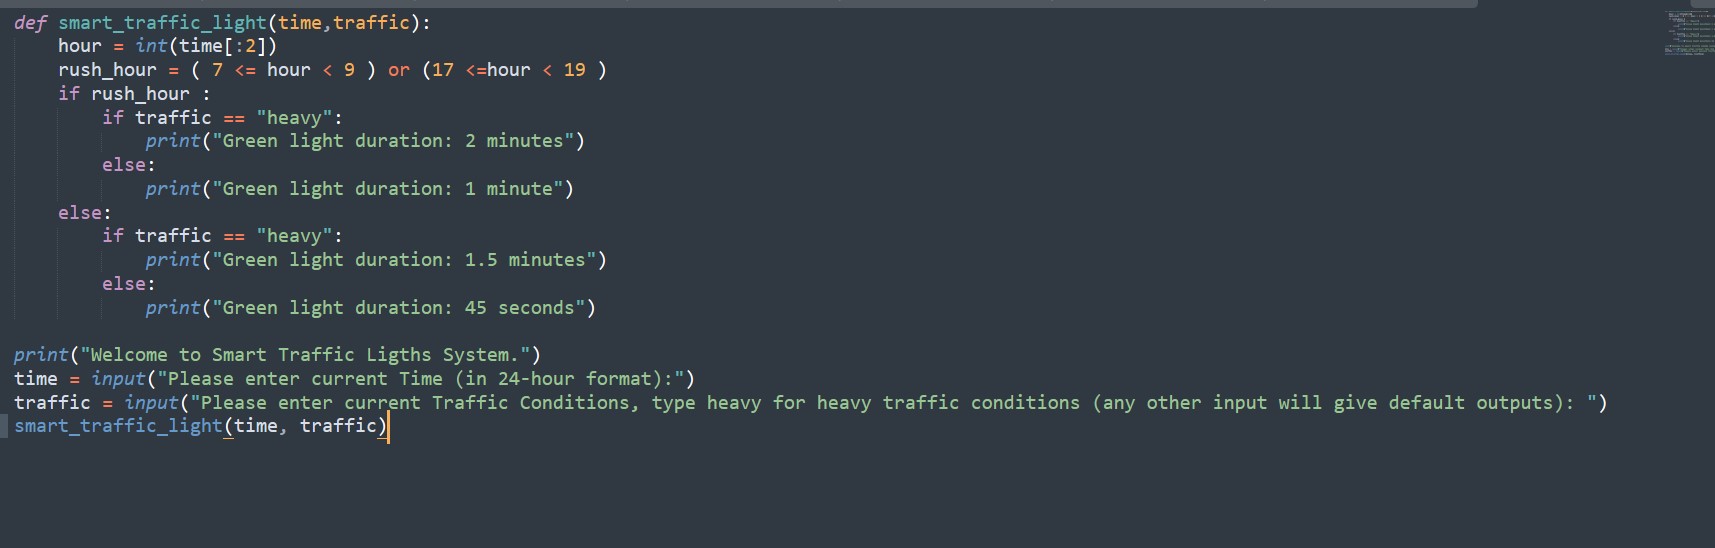 def smart_traffic_light(time,traffic):
    hour = int(time[:2])
    rush_hour = ( 7 <= hour < 9 ) or (17 <=hour < 19 )
    if rush_hour :
        if traffic == "heavy":
            print("Green light duration: 2 minutes")
        else:
            print("Green light duration: 1 minute")
    else:
        if traffic == "heavy":
            print("Green light duration: 1.5 minutes")
        else:
            print("Green light duration: 45 seconds")

print("Welcome to Smart Traffic Ligths System.")
time = input("Please enter current Time (in 24-hour format):")
traffic = input("Please enter current Traffic Conditions, type heavy for heavy traffic conditions (any other input will give default outputs): ")
smart_traffic_light(time, traffic)